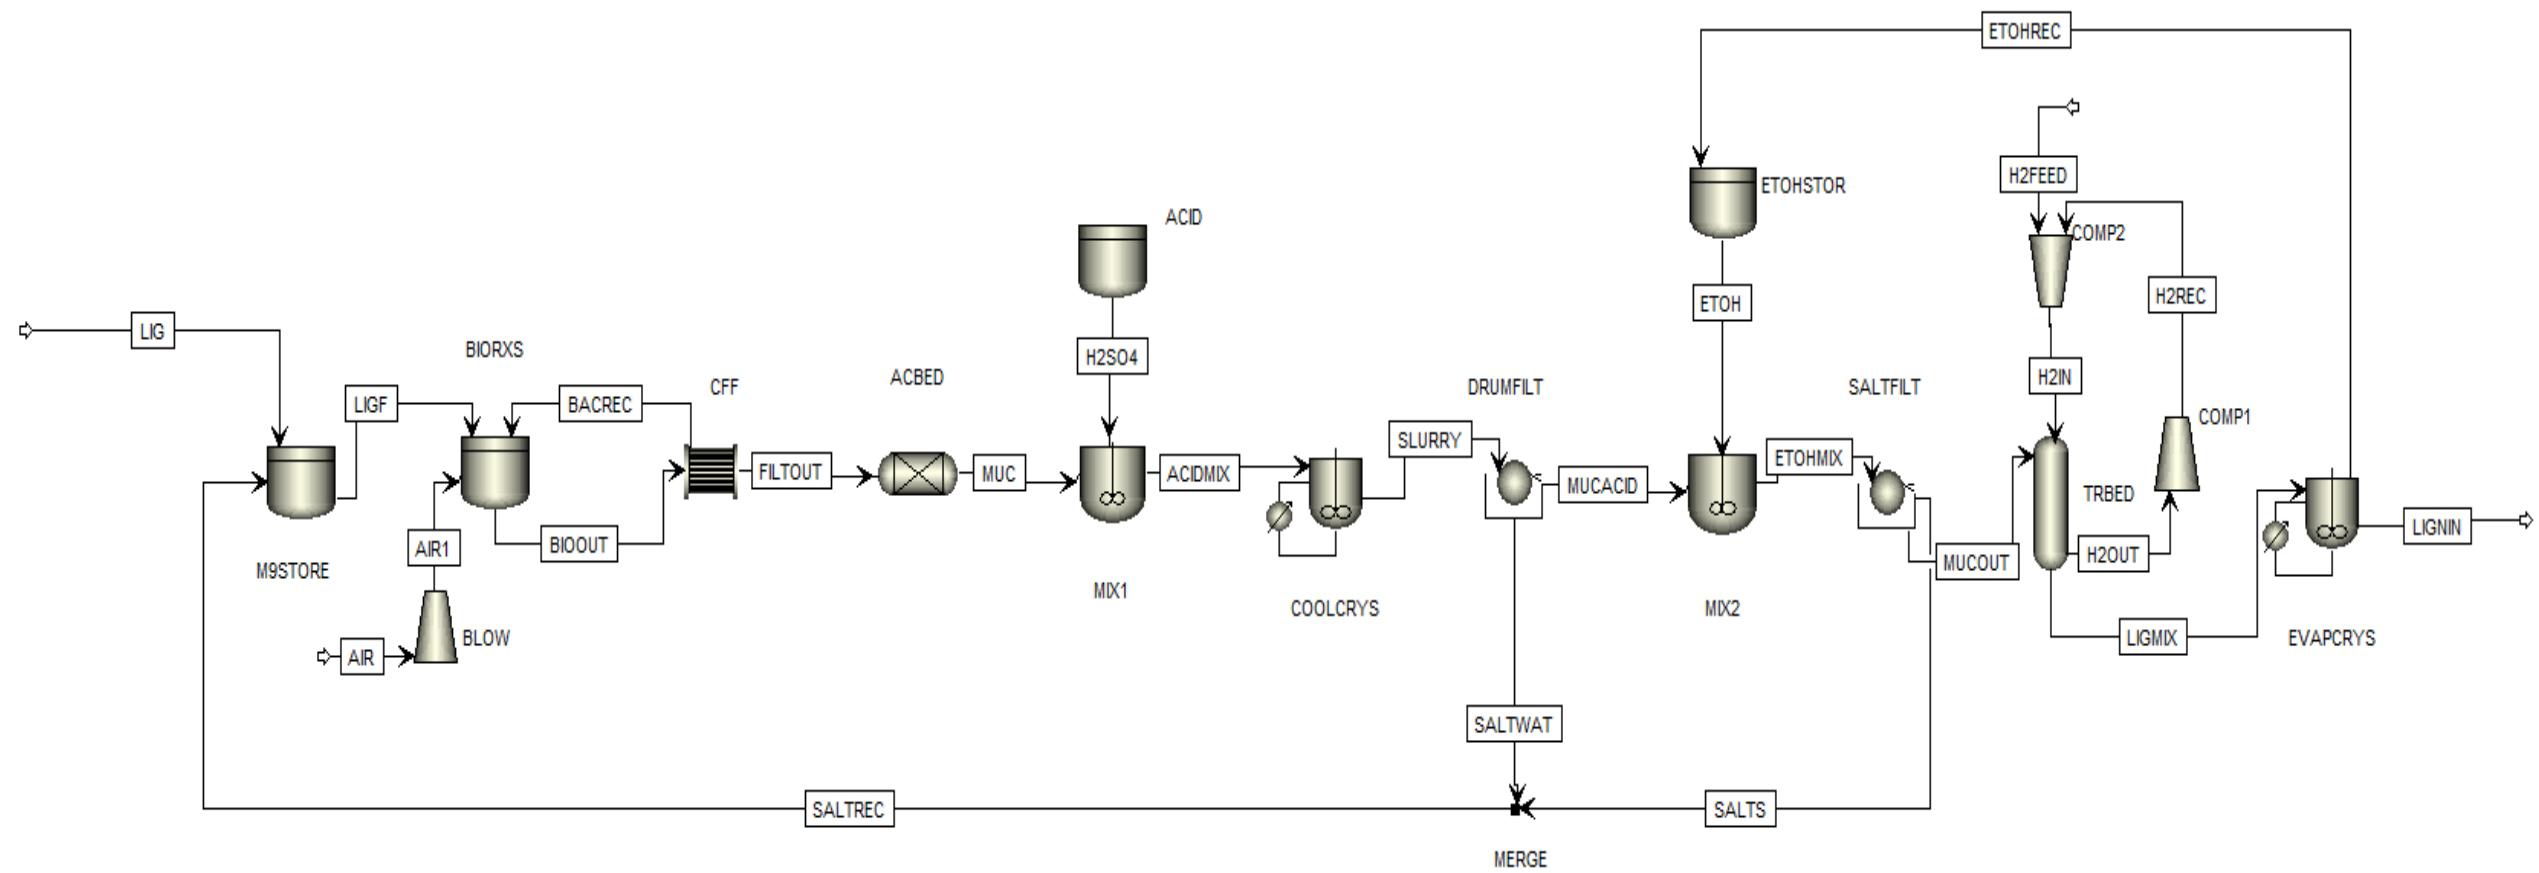 ETOHREC
H2FEED
ETOHSTOR
ACID
COMP2
ETOH
H2REC
LIG
BIORXS
H2SO4
ACBED
H2IN
CFF
DRUMFILT
SALTFILT
LIGF
BACREC
COMP1
SLURRY
ETOHMIX
FILTOUT
MUC
ACIDMIX
MUCACID
TRBED
LIGNIN
AIR1
BIOOUT
H2OUT
MUCOUT
M9STORE
MIX1
COOLCRYS
MIX2
BLOW
LIGMIX
EVAPCRYS
AIR
SALTWAT
SALTREC
SALTS
MERGE